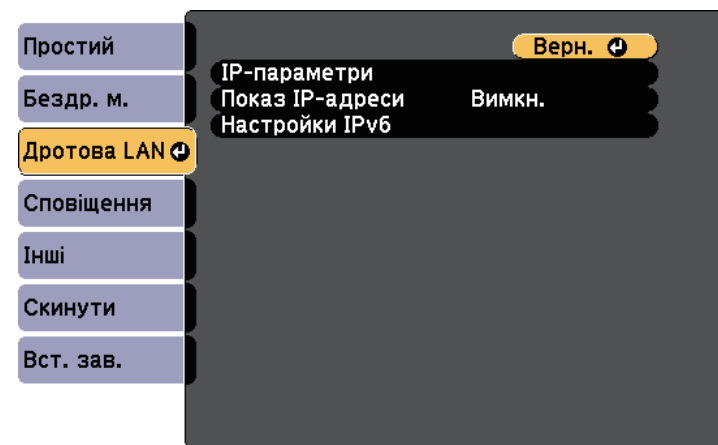 Простий
Бездр. м.
Дротова LAN
Сповіщення
Інші
Скинути
Вст. зав.
Верн.
IP-параметри
Показ IP-адреси Вимкн.
Настройки IPv6